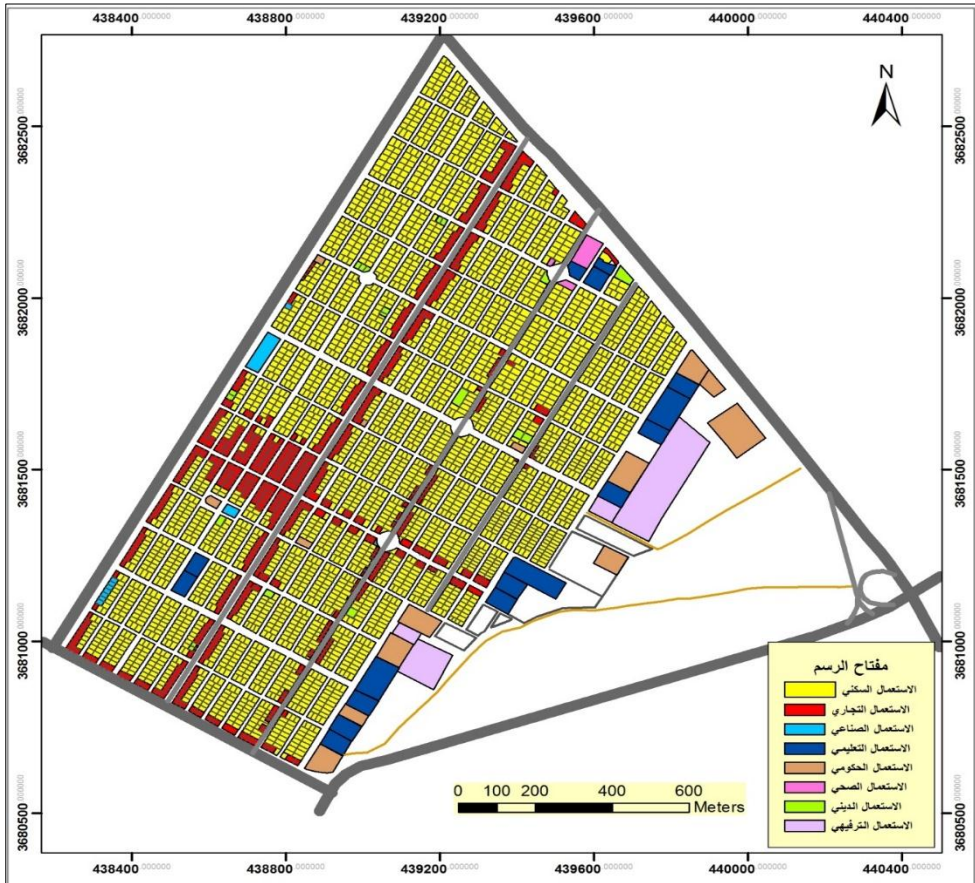 438400.000000 438800.000000 439200.000000 439600.000000 440000.000000 440400.000000
N
3682500.000000 3682500.000000
3682000.000000 3682000.000000
3681500.000000 3681500.000000
3681000.000000 3681000.000000
3680500.000000 3680500.000000
مفتاح الرسم
الاستعمال السكني
الاستعمال التجاري
الاستعمال الصناعي
الاستعمال التعليمي
الاستعمال الحكومي
الاستعمال الصحي
الاستعمال الديني
الاستعمال الترفيهي
0 100 200 400 600
Meters
438400.000000 438800.000000 439200.000000 439600.000000 440000.000000 440400.000000